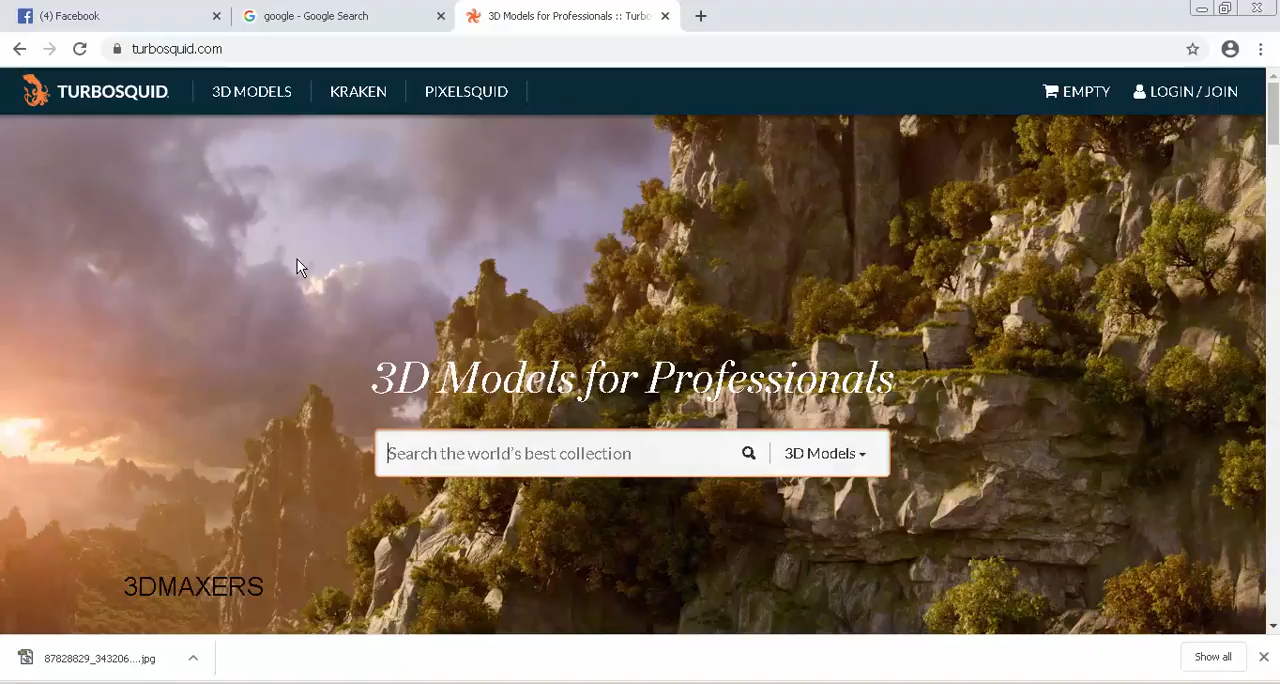 (4) Facebook
google - Google Search
3D Models for Professionals :: Turbo
turbosquid.com
TURBOSQUID
3D MODELS
KRAKEN
PIXELSQUID
EMPTY
LOGIN / JOIN
3D Models for Professionals
Search the world's best collection
3D Models
3DMAXERS
87828829_343206....jpg
Show all